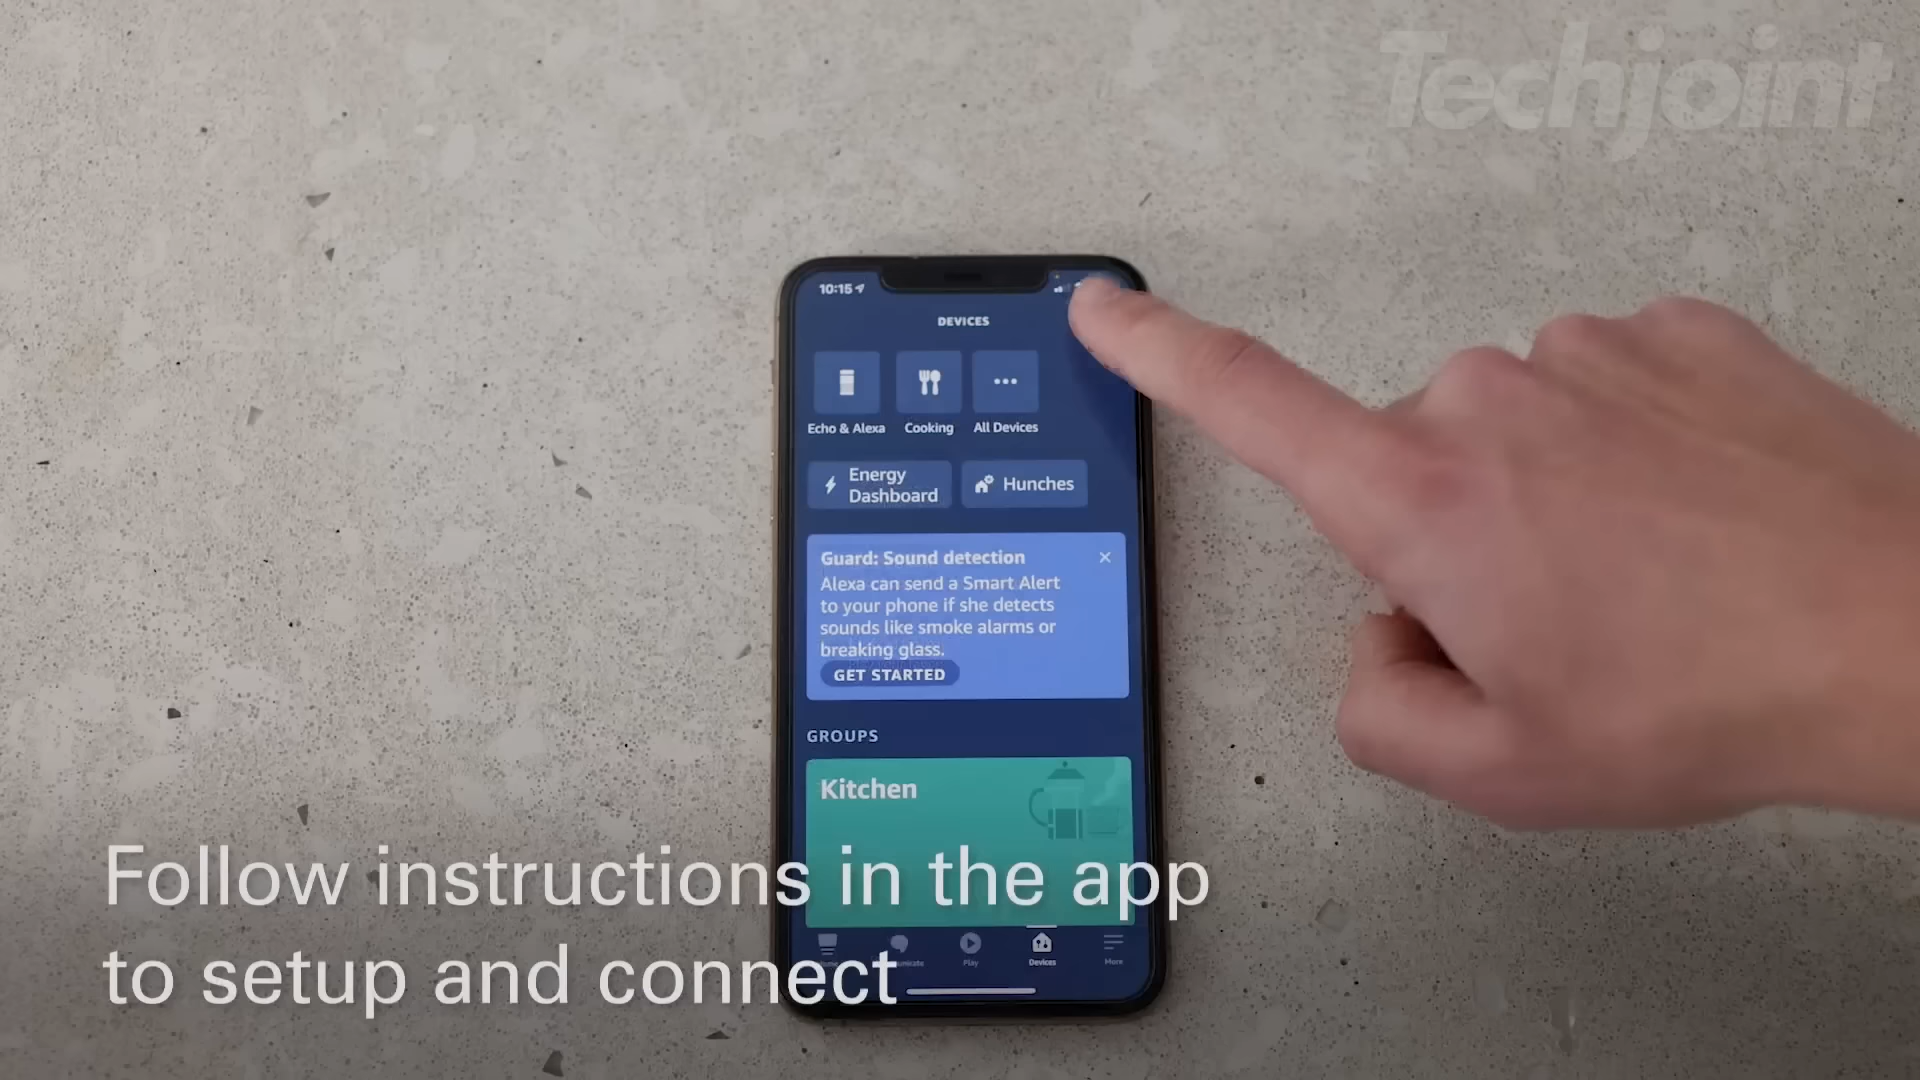 Techjoint
10:15
DEVICES
Echo & Alexa
Cooking
All Devices
Energy
Dashboard
Hunches
Guard: Sound detection
Alexa can send a Smart Alert
to your phone if she detects
sounds like smoke alarms or
breaking glass.
GET STARTED
GROUPS
Kitchen
Follow instructions in the app
to setup and connect
Play
Devices
More